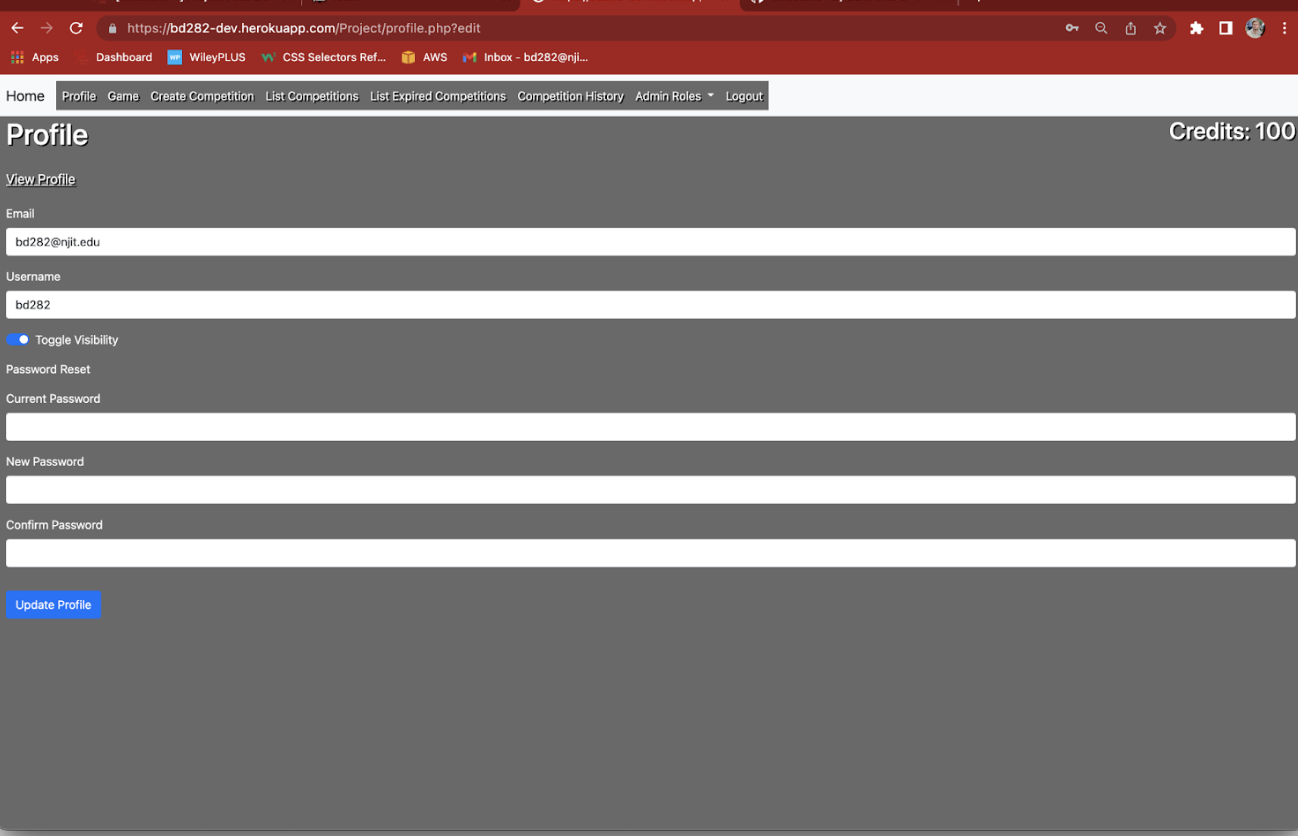 https://bd282-dev.herokuapp.com/Project/profile.php?edit
Apps Dashboard WP WileyPLUS CSS Selectors Ref... AWS Inbox - bd282@nji...
Home Profile Game Create Competition List Competitions List Expired Competitions Competition History Admin Roles Logout
Profile
Credits: 100
View Profile
Email
bd282@njit.edu
Username
bd282
Toggle Visibility
Password Reset
Current Password
New Password
Confirm Password
Update Profile